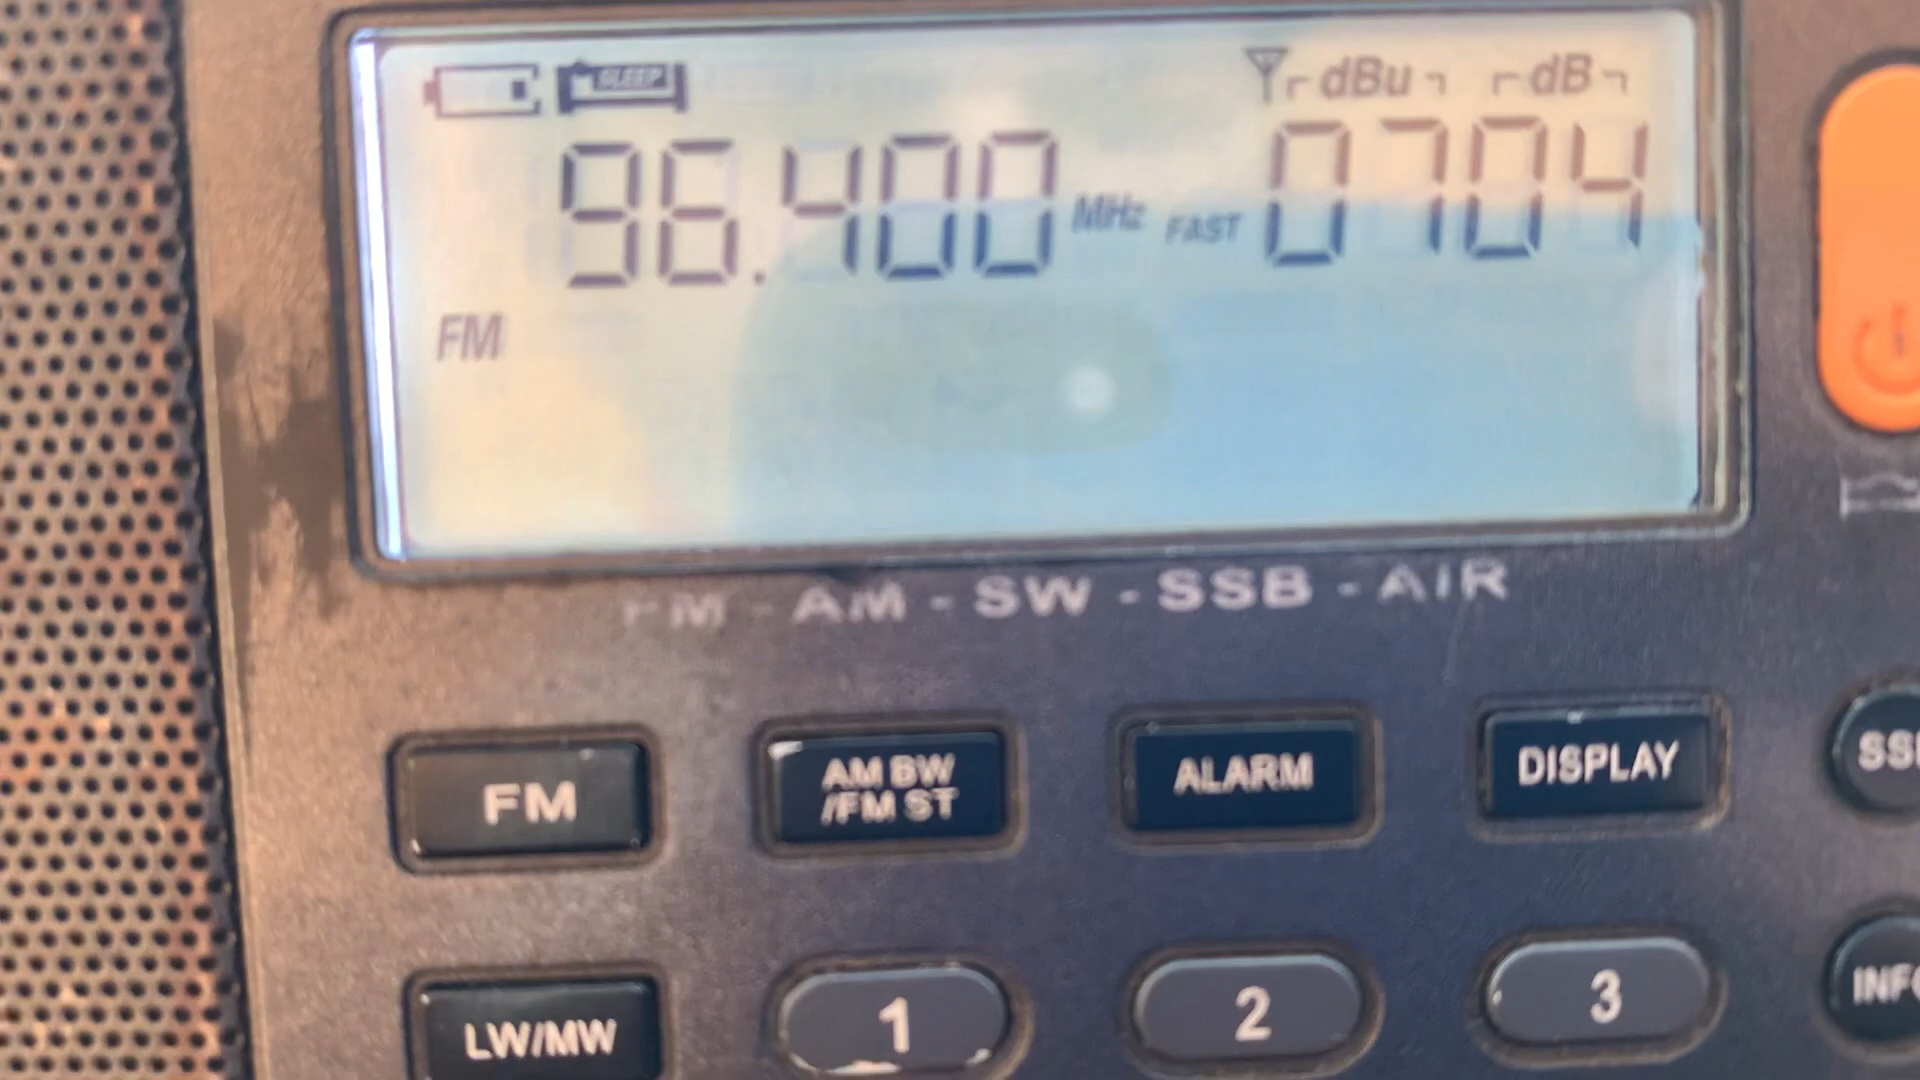 SLEEP dBu dB
96.400 MHz FAST 0704
FM
FM - AM - SW - SSB - AIR
FM AM BW /FM ST ALARM DISPLAY
LW/MW 1 2 3